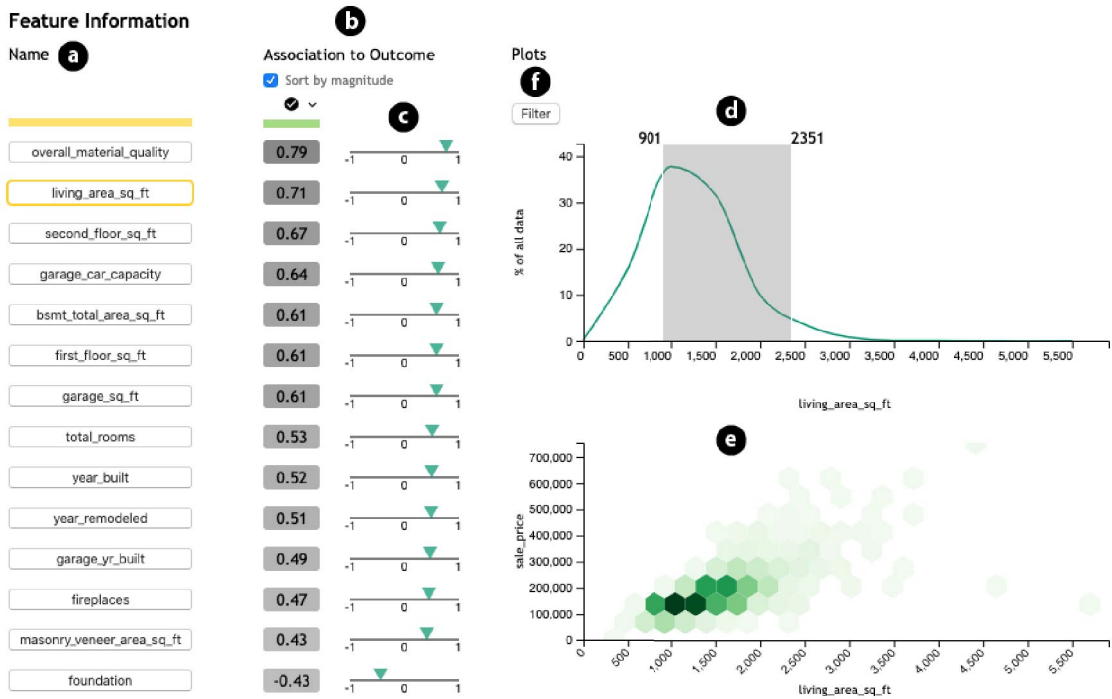 Feature Information
b
Name a
Association to Outcome
Plots
Sort by magnitude
f
c
Filter
d
overall_material_quality
0.79
-1 0 1
living_area_sq_ft
0.71
-1 0 1
second_floor_sq_ft
0.67
-1 0 1
garage_car_capacity
0.64
-1 0 1
bsmt_total_area_sq_ft
0.61
-1 0 1
first_floor_sq_ft
0.61
-1 0 1
garage_sq_ft
0.61
-1 0 1
total_rooms
0.53
-1 0 1
year_built
0.52
-1 0 1
year_remodeled
0.51
-1 0 1
garage_yr_built
0.49
-1 0 1
fireplaces
0.47
-1 0 1
masonry_veneer_area_sq_ft
0.43
-1 0 1
foundation
-0.43
-1 0 1
901 2351
% of all data
40
30
20
10
0
0 500 1,000 1,500 2,000 2,500 3,000 3,500 4,000 4,500 5,000 5,500
living_area_sq_ft
e
sale_price
700,000
600,000
500,000
400,000
300,000
200,000
100,000
0
0 500 1,000 1,500 2,000 2,500 3,000 3,500 4,000 4,500 5,000 5,500
living_area_sq_ft